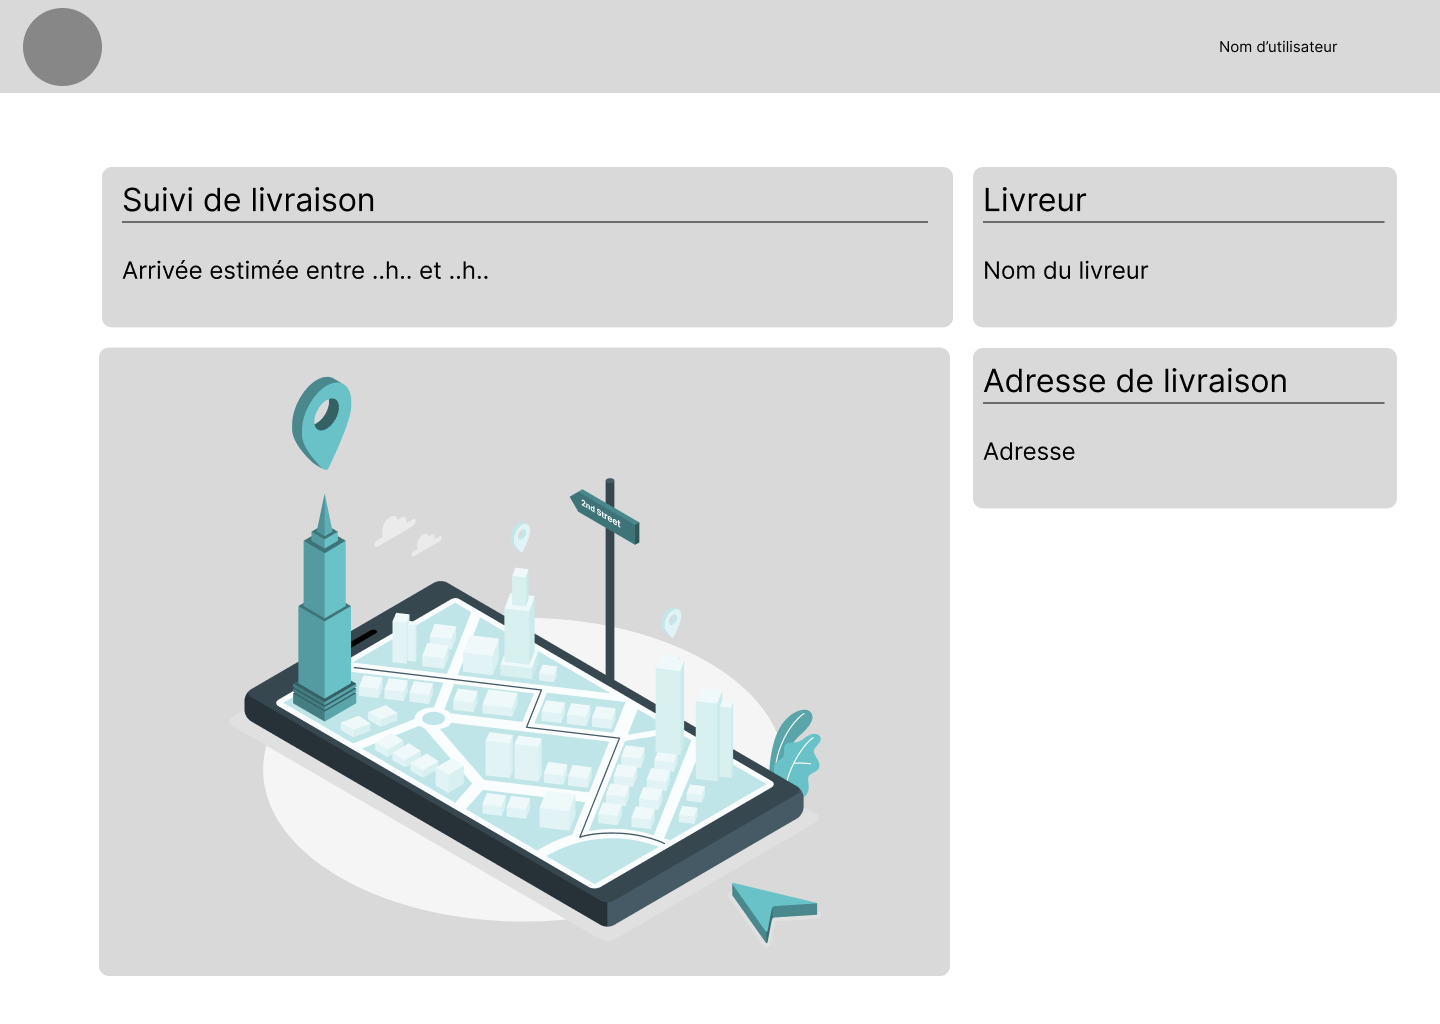 Nom d’utilisateur
Suivi de livraison
Arrivée estimée entre ..h.. et ..h..
Livreur
Nom du livreur
Adresse de livraison
Adresse
2nd Street